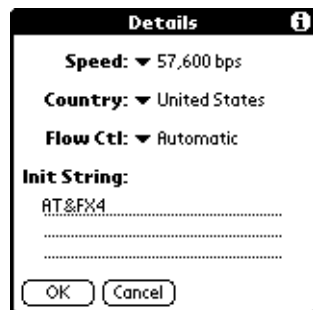 Details
Speed: 57,600 bps
Country: United States
Flow Ctl: Automatic
Init String:
AT&FX4
OK Cancel